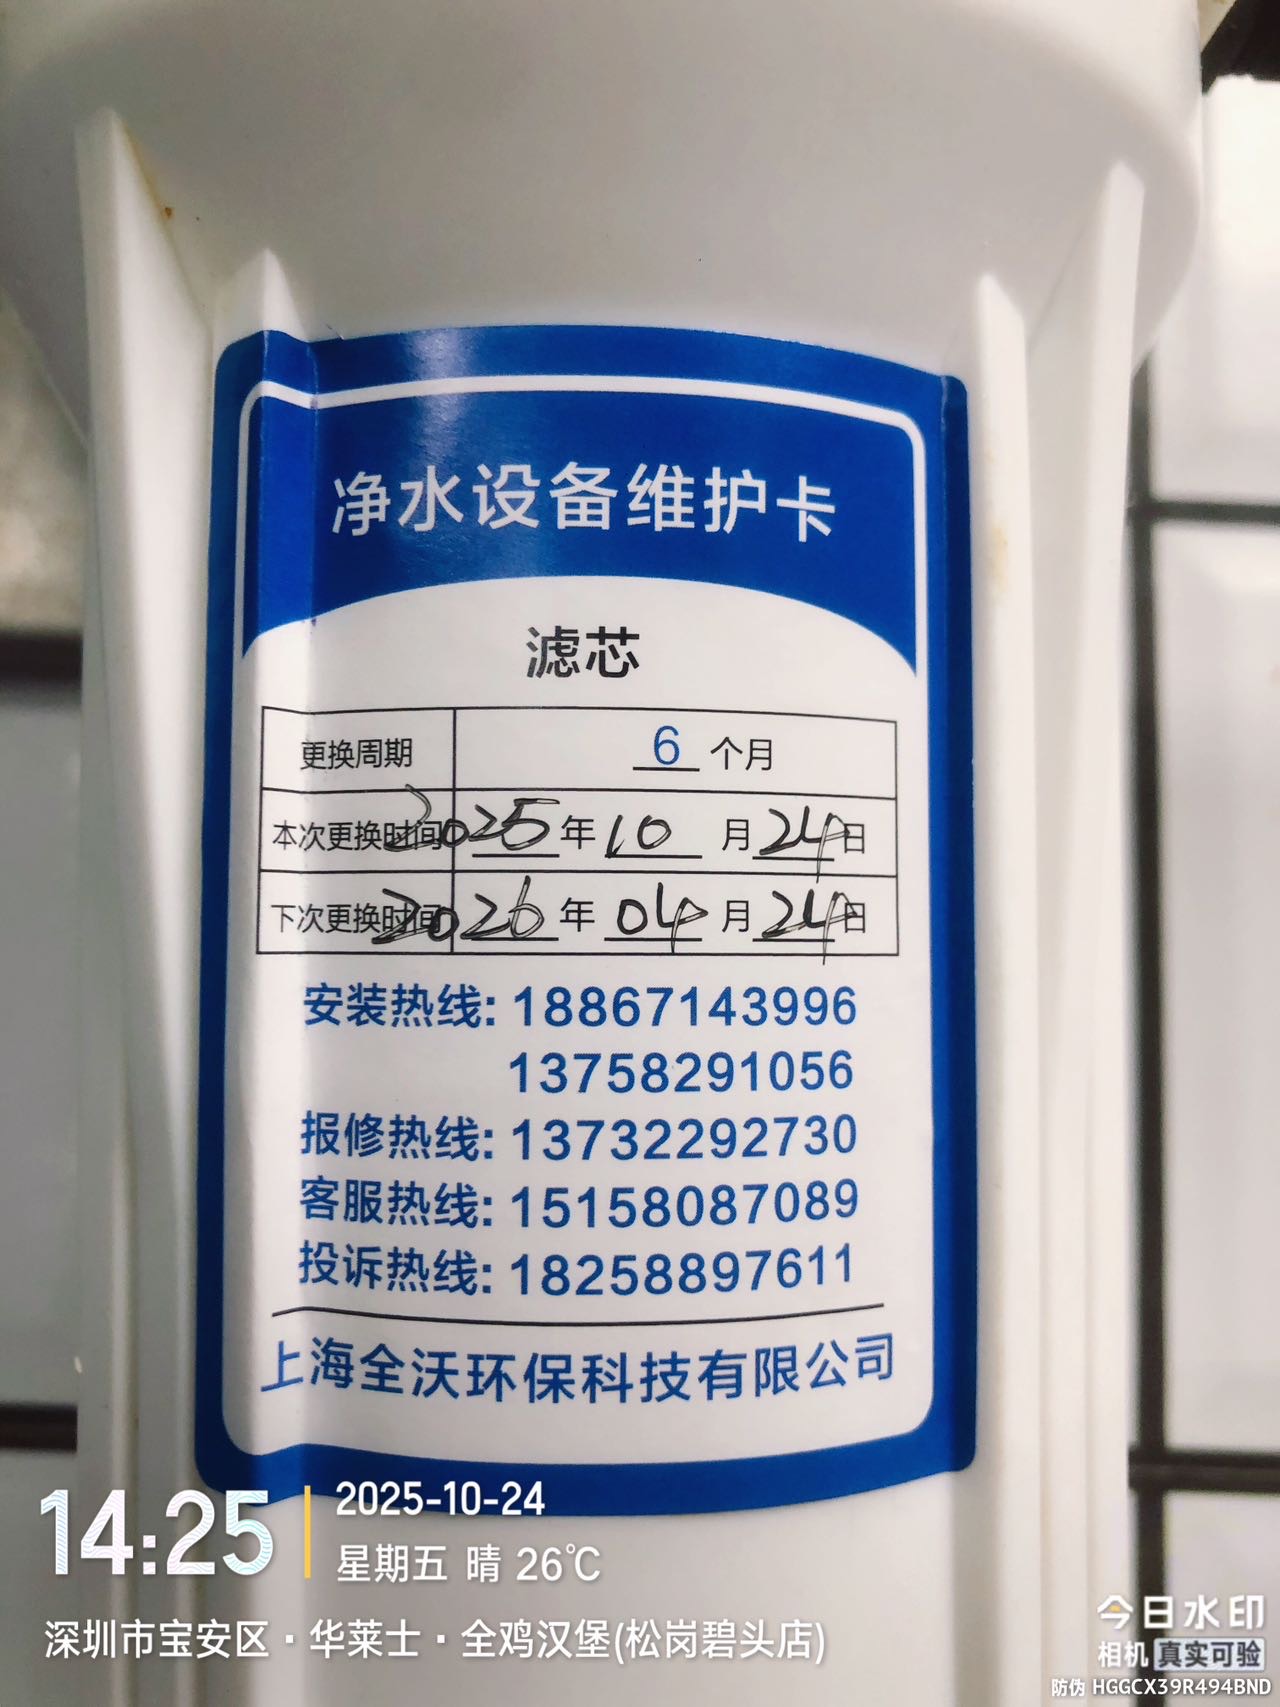 净水设备维护卡
滤芯
更换周期 6 个月
本次更换时间 2025 年 10 月 24 日
下次更换时间 2026 年 04 月 24 日
安装热线: 18867143996
13758291056
报修热线: 13732292730
客服热线: 15158087089
投诉热线: 18258897611
上海全沃环保科技有限公司
14:25
2025-10-24
星期五 晴 26℃
深圳市宝安区·华莱士·全鸡汉堡(松岗碧头店)
今日水印
相机 真实可验
防伪 HGGCX39R494BND